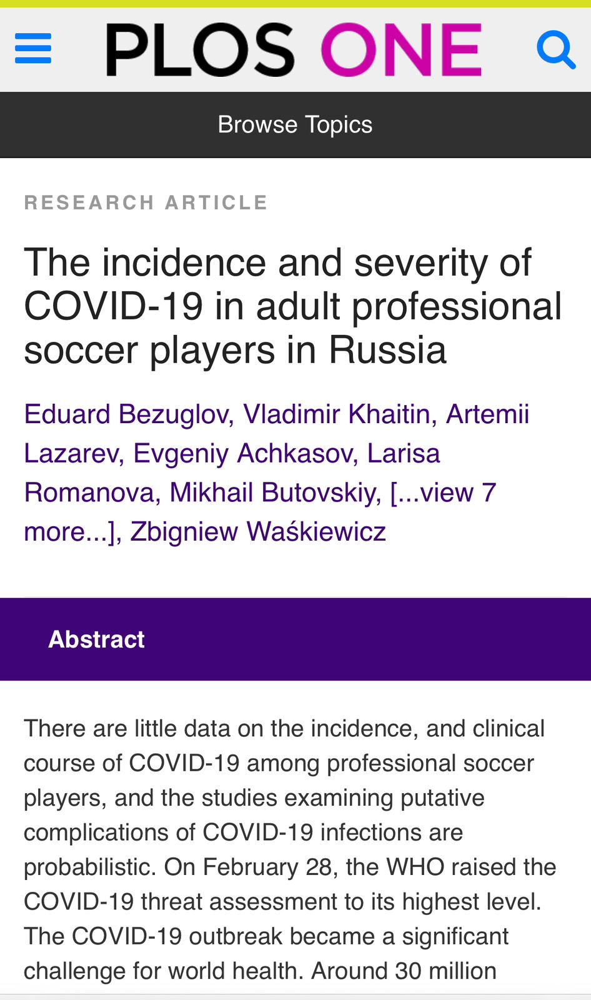 PLOS ONE
Browse Topics
RESEARCH ARTICLE
The incidence and severity of
COVID-19 in adult professional
soccer players in Russia
Eduard Bezuglov, Vladimir Khaitin, Artemii
Lazarev, Evgeniy Achkasov, Larisa
Romanova, Mikhail Butovskiy, [...view 7
more...], Zbigniew Waśkiewicz
Abstract
There are little data on the incidence, and clinical
course of COVID-19 among professional soccer
players, and the studies examining putative
complications of COVID-19 infections are
probabilistic. On February 28, the WHO raised the
COVID-19 threat assessment to its highest level.
The COVID-19 outbreak became a significant
challenge for world health. Around 30 million